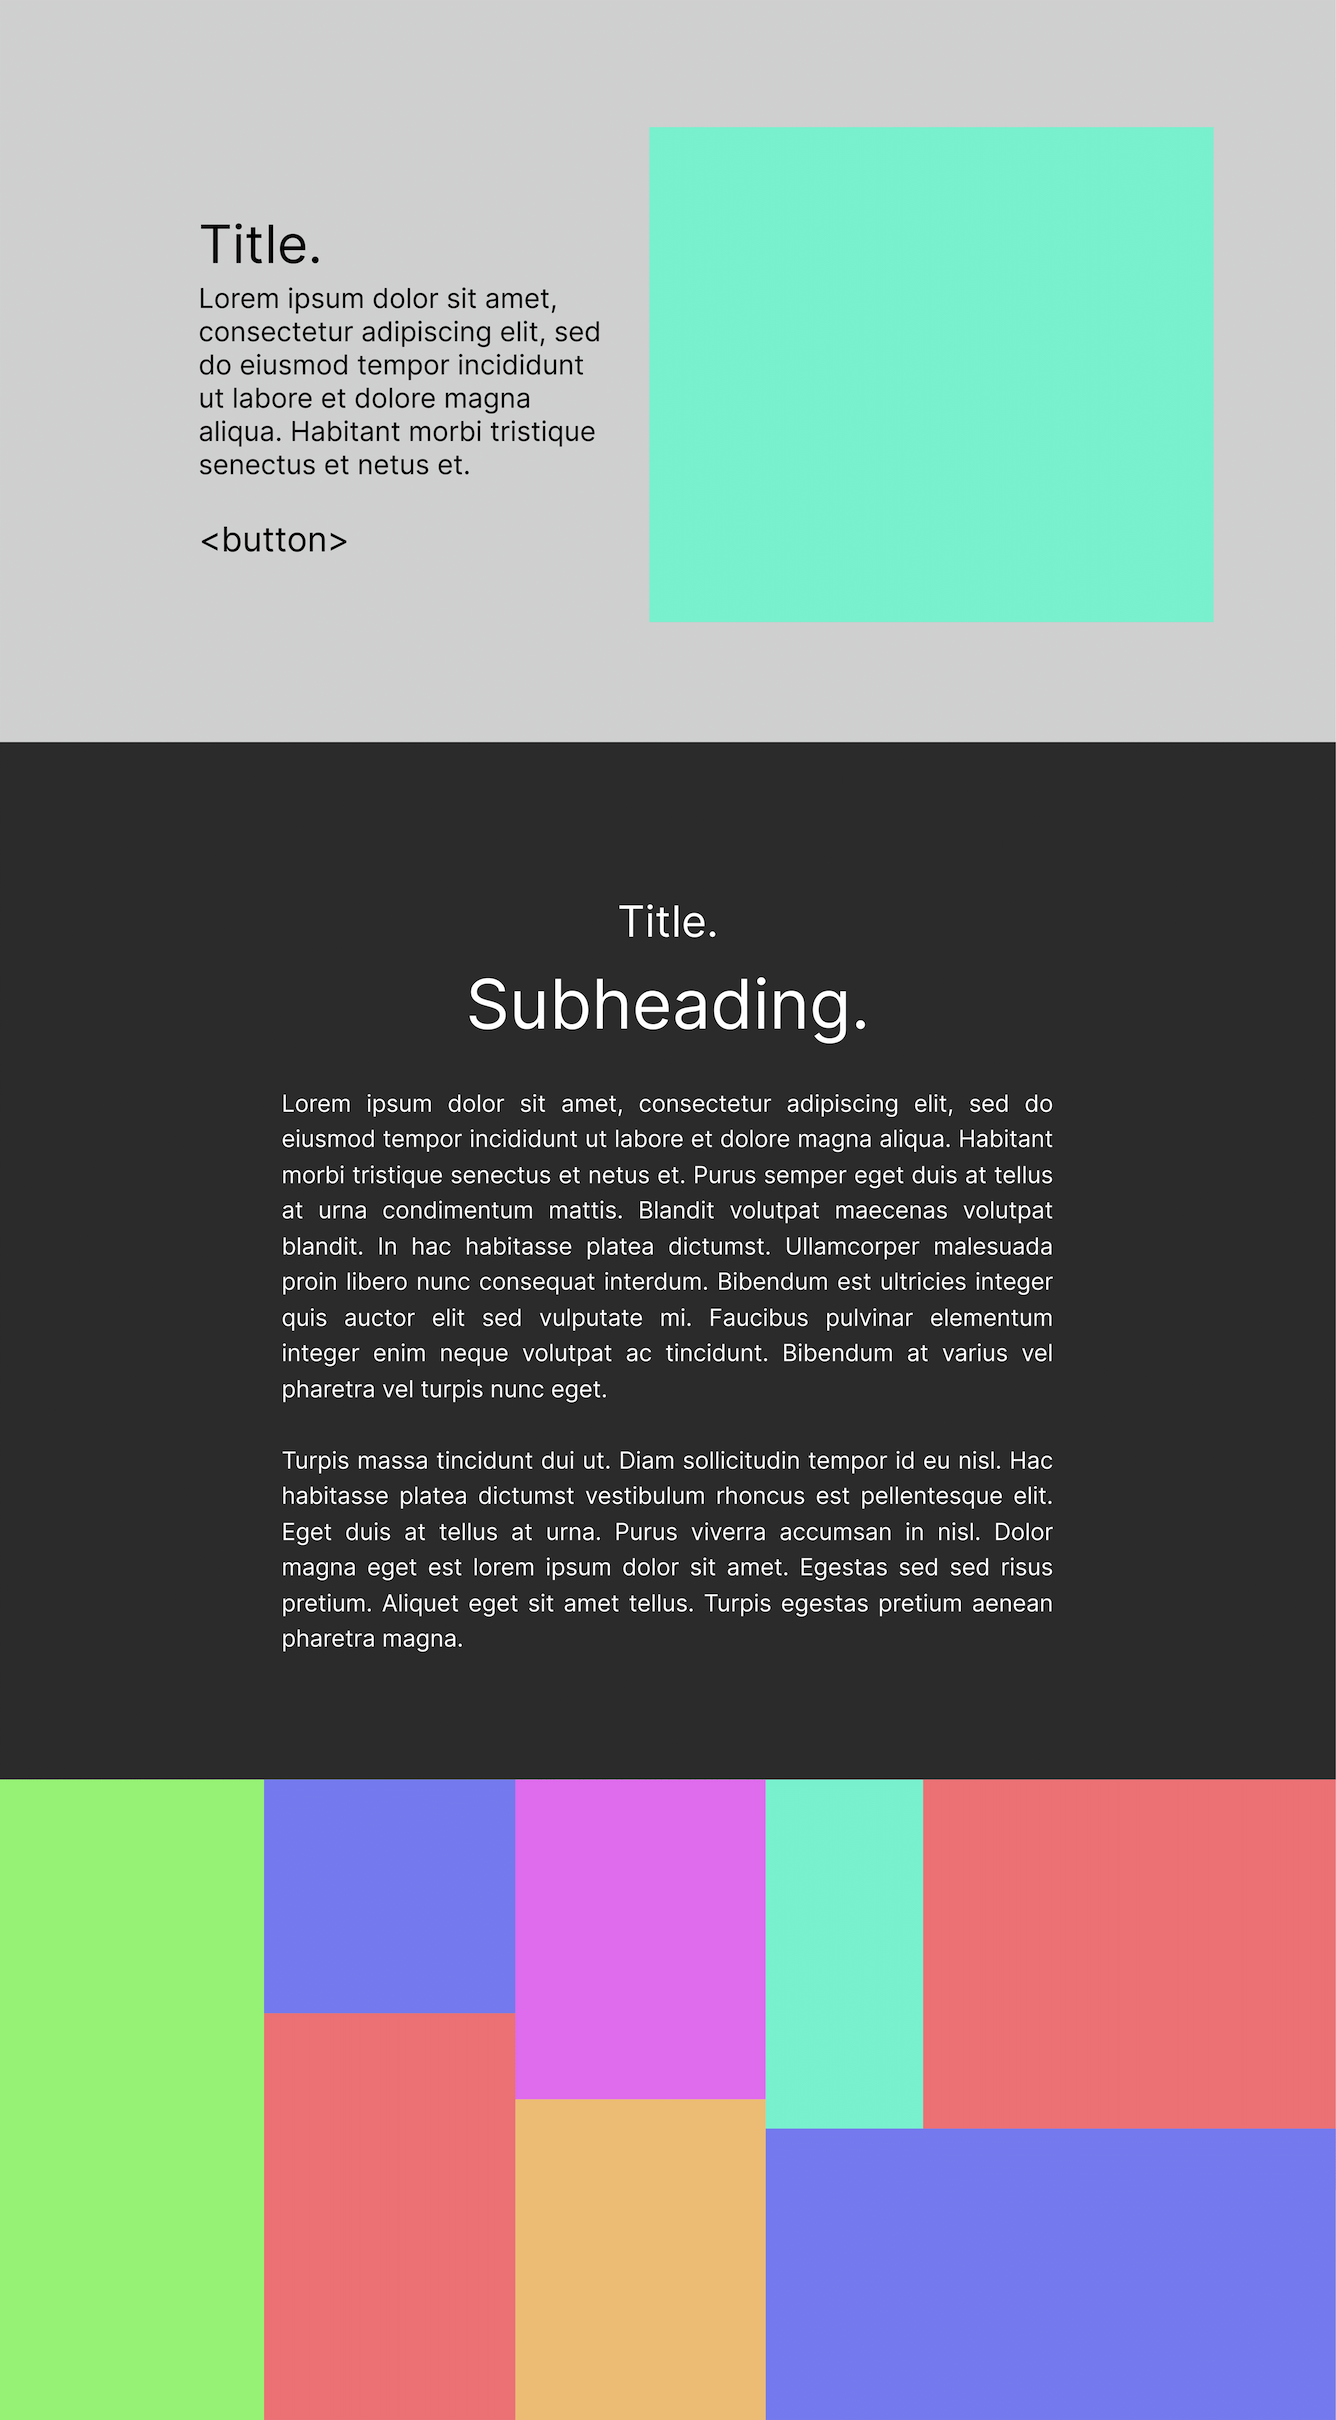 Title.
Lorem ipsum dolor sit amet,
consectetur adipiscing elit, sed
do eiusmod tempor incididunt
ut labore et dolore magna
aliqua. Habitant morbi tristique
senectus et netus et.
<button>
Title.
Subheading.
Lorem ipsum dolor sit amet, consectetur adipiscing elit, sed do
eiusmod tempor incididunt ut labore et dolore magna aliqua. Habitant
morbi tristique senectus et netus et. Purus semper eget duis at tellus
at urna condimentum mattis. Blandit volutpat maecenas volutpat
blandit. In hac habitasse platea dictumst. Ullamcorper malesuada
proin libero nunc consequat interdum. Bibendum est ultricies integer
quis auctor elit sed vulputate mi. Faucibus pulvinar elementum
integer enim neque volutpat ac tincidunt. Bibendum at varius vel
pharetra vel turpis nunc eget.
Turpis massa tincidunt dui ut. Diam sollicitudin tempor id eu nisl. Hac
habitasse platea dictumst vestibulum rhoncus est pellentesque elit.
Eget duis at tellus at urna. Purus viverra accumsan in nisl. Dolor
magna eget est lorem ipsum dolor sit amet. Egestas sed sed risus
pretium. Aliquet eget sit amet tellus. Turpis egestas pretium aenean
pharetra magna.